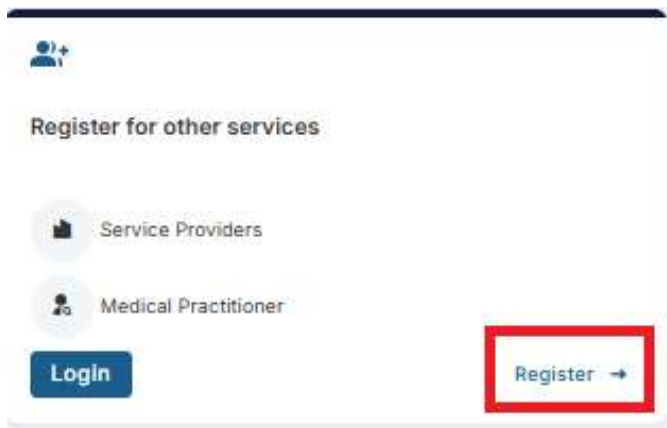 Register for other services
Service Providers
Medical Practitioner
Login
Register →